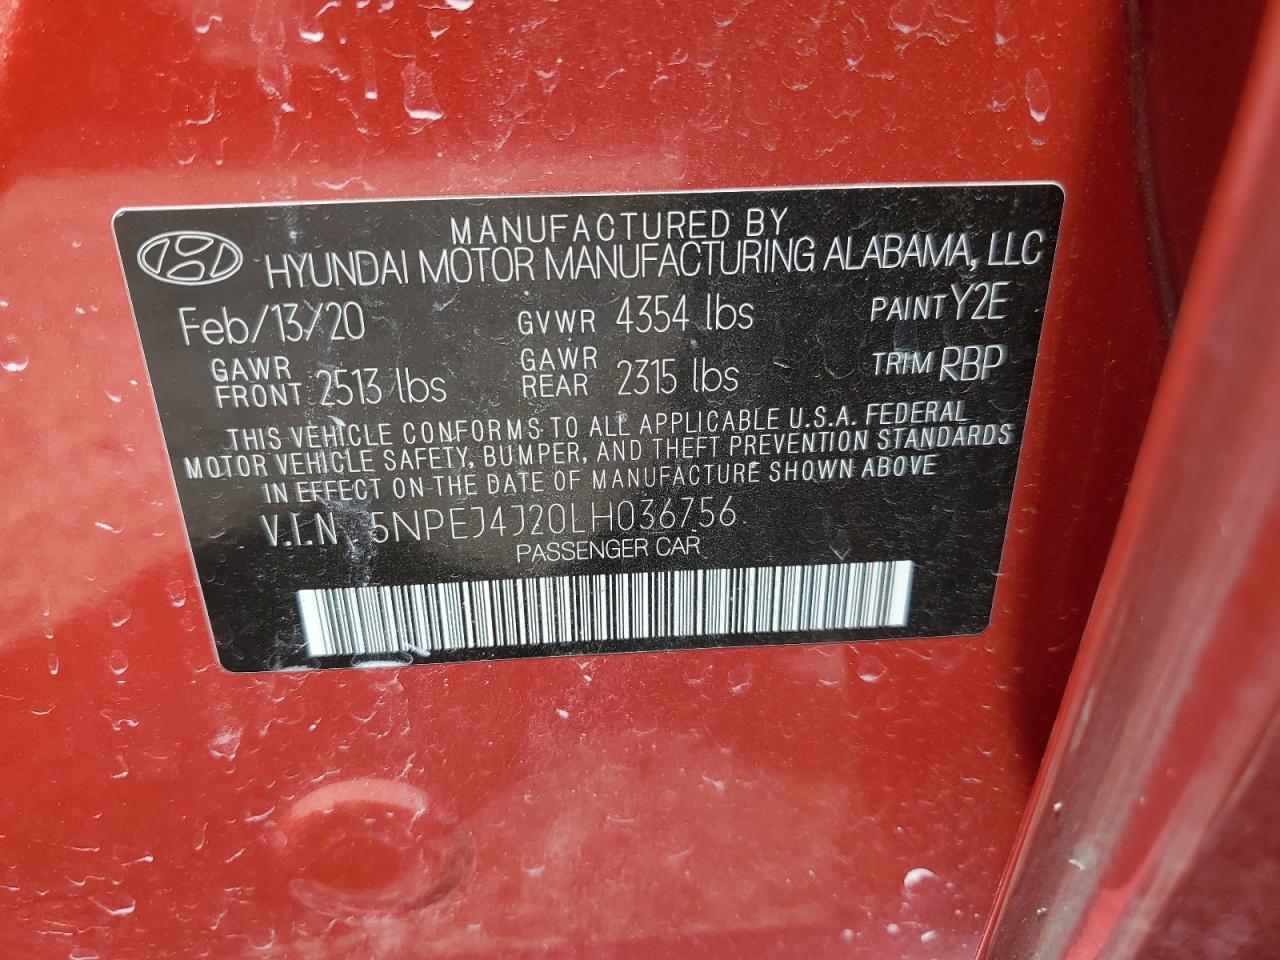 MANUFACTURED BY
HYUNDAI MOTOR MANUFACTURING ALABAMA, LLC
Feb/13/20 GVWR 4354 lbs PAINT Y2E
GAWR FRONT 2513 lbs GAWR REAR 2315 lbs TRIM RBP
THIS VEHICLE CONFORMS TO ALL APPLICABLE U.S.A. FEDERAL
MOTOR VEHICLE SAFETY, BUMPER, AND THEFT PREVENTION STANDARDS
IN EFFECT ON THE DATE OF MANUFACTURE SHOWN ABOVE
V.I.N : 5NPEJ4J20LH036756
PASSENGER CAR